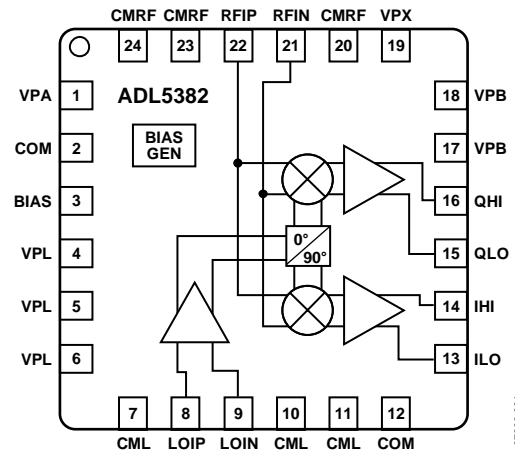 CMRF CMRF RFIP RFIN CMRF VPX
24 23 22 21 20 19
VPA 1 ADL5382 18 VPB
BIAS
GEN
COM 2 17 VPB
BIAS 3 16 QHI
0°
90°
VPL 4 15 QLO
VPL 5 14 IHI
VPL 6 13 ILO
7 8 9 10 11 12
CML LOIP LOIN CML CML COM